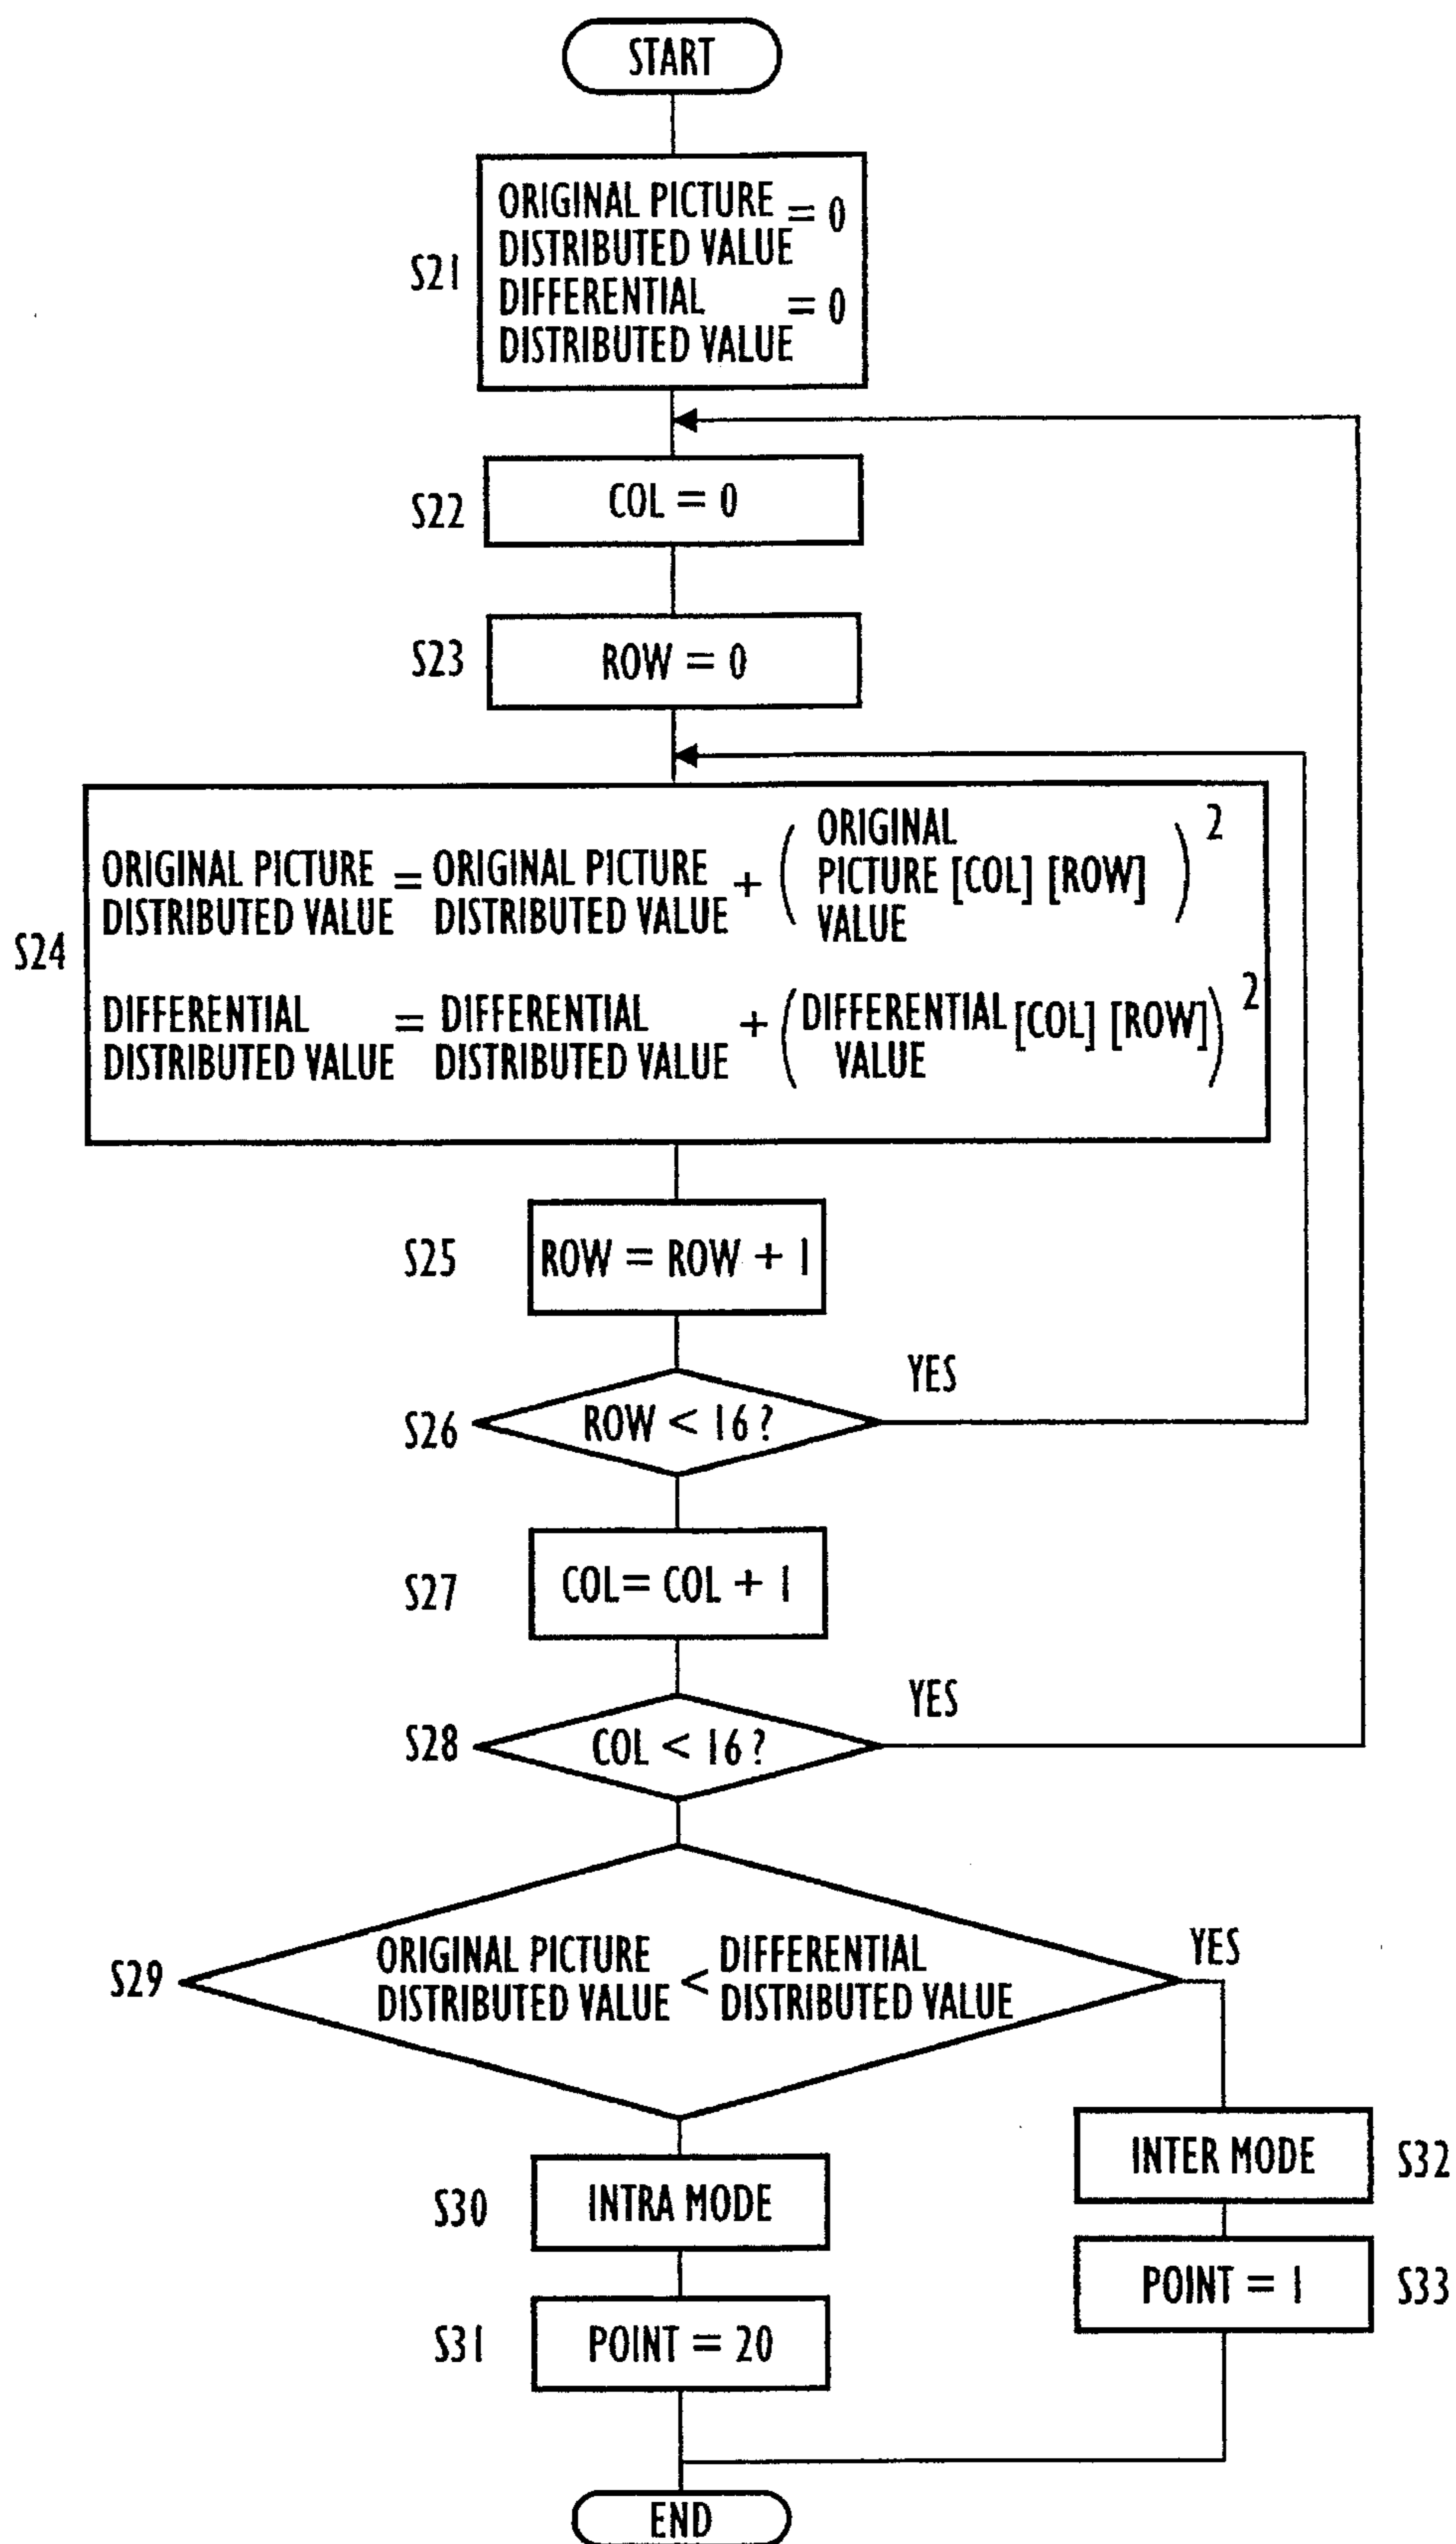 START
S21
ORIGINAL PICTURE
DISTRIBUTED VALUE = 0
DIFFERENTIAL
DISTRIBUTED VALUE = 0
S22
COL = 0
S23
ROW = 0
S24
ORIGINAL PICTURE
DISTRIBUTED VALUE
=
ORIGINAL PICTURE
DISTRIBUTED VALUE
+ (
ORIGINAL
PICTURE [COL] [ROW]
VALUE
) 2
DIFFERENTIAL
DISTRIBUTED VALUE
=
DIFFERENTIAL
DISTRIBUTED VALUE
+ (
DIFFERENTIAL
VALUE
[COL] [ROW]
) 2
S25
ROW = ROW + 1
S26
ROW < 16 ?
YES
S27
COL= COL + 1
S28
COL < 16 ?
YES
S29
ORIGINAL PICTURE
DISTRIBUTED VALUE
<
DIFFERENTIAL
DISTRIBUTED VALUE
YES
S30
INTRA MODE
INTER MODE
S32
S31
POINT = 20
POINT = 1
S33
END